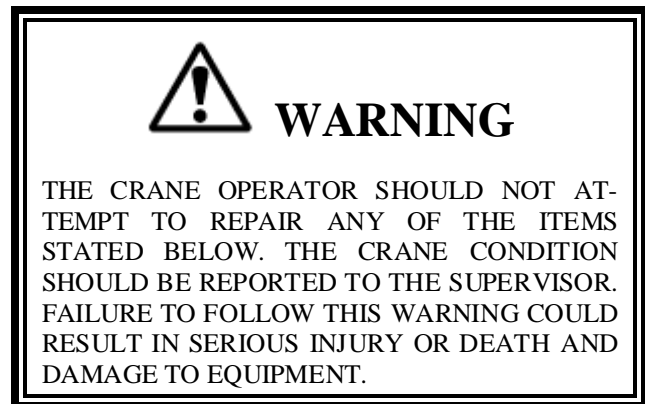 WARNING
THE CRANE OPERATOR SHOULD NOT AT-
TEMPT TO REPAIR ANY OF THE ITEMS
STATED BELOW. THE CRANE CONDITION
SHOULD BE REPORTED TO THE SUPERVISOR.
FAILURE TO FOLLOW THIS WARNING COULD
RESULT IN SERIOUS INJURY OR DEATH AND
DAMAGE TO EQUIPMENT.